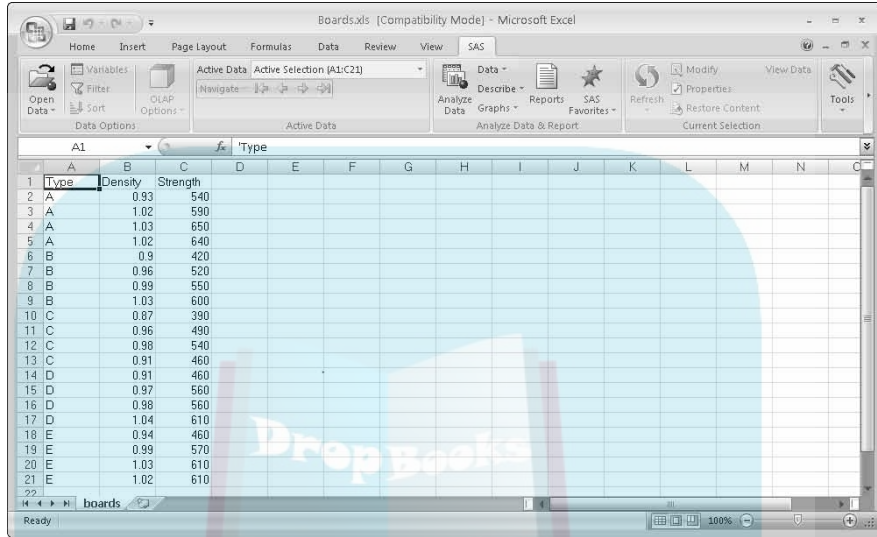 Boards.xls [Compatibility Mode] - Microsoft Excel
Home Insert Page Layout Formulas Data Review View SAS
Open Data
Variables
Filter
Sort
Data Options
OLAP Options
Active Data Active Selection (A1:C21)
Navigate
Active Data
Analyze Data
Data
Describe
Graphs
Reports
SAS Favorites
Analyze Data & Report
Refresh
Modify
Properties
Restore Content
View Data
Current Selection
Tools
A1 fx 'Type
A B C D E F G H I J K L M N O
1 Type Density Strength
2 A 0.93 540
3 A 1.02 590
4 A 1.03 650
5 A 1.02 640
6 B 0.9 420
7 B 0.96 520
8 B 0.99 550
9 B 1.03 600
10 C 0.87 390
11 C 0.96 490
12 C 0.98 540
13 C 0.91 460
14 D 0.91 460
15 D 0.97 560
16 D 0.98 560
17 D 1.04 610
18 E 0.94 460
19 E 0.99 570
20 E 1.03 610
21 E 1.02 610
22
DropBooks
boards
Ready 100%